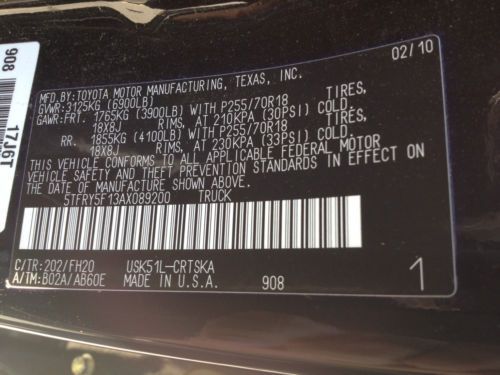 02/10
MFD.BY:TOYOTA MOTOR MANUFACTURING, TEXAS, INC.
GVWR:3125KG (6900LB)
GAWR:FRT. 1765KG (3900LB) WITH P255/70R18 TIRES,
18X8J RIMS, AT 210KPA (30PSI) COLD.
RR. 1855KG (4100LB) WITH P255/70R18 TIRES,
18X8J RIMS, AT 230KPA (33PSI) COLD.
THIS VEHICLE CONFORMS TO ALL APPLICABLE FEDERAL MOTOR
VEHICLE SAFETY AND THEFT PREVENTION STANDARDS IN EFFECT ON
THE DATE OF MANUFACTURE SHOWN ABOVE.
5TFRY5F13AX089200 TRUCK
C/TR:202/FH20 USK51L-CRTSKA
A/TM:B02A/AB60E MADE IN U.S.A. 908 1
908 17J6T